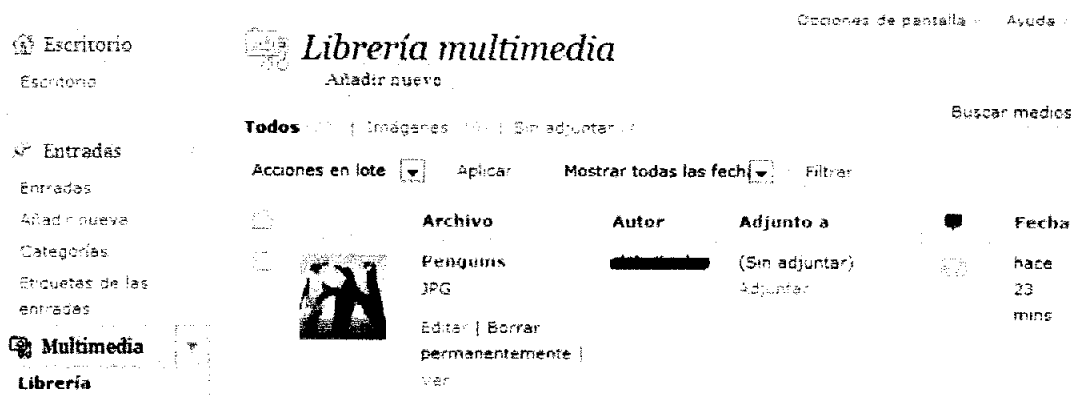 Opciones de pantalla Ayuda
Escritorio
Escritorio
Librería multimedia
Añadir nuevo
Buscar medios
Todos | Imágenes | Sin adjuntar
Entradas
Entradas
Añadir nueva
Categorías
Etiquetas de las
entradas
Multimedia
Librería
Acciones en lote Aplicar Mostrar todas las fech Filtrar
Archivo Autor Adjunto a Fecha
Penguins (Sin adjuntar) hace
JPG Adjuntar 23
mins
Editar | Borrar
permanentemente |
Ver